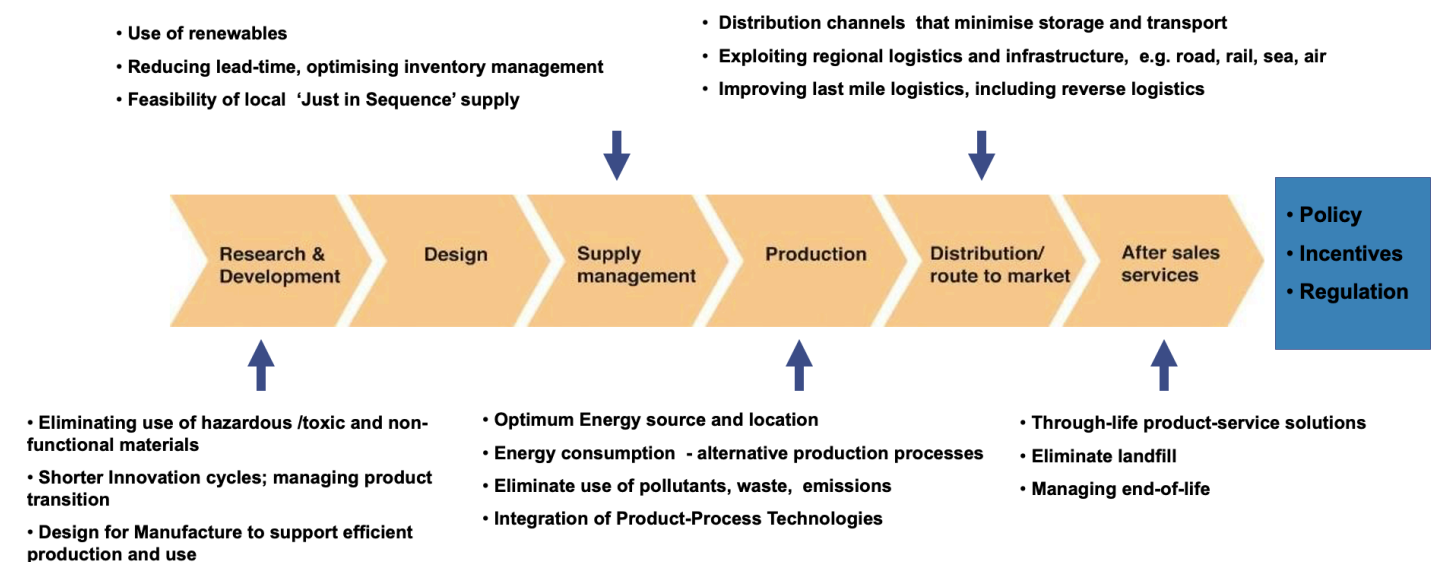 • Use of renewables
• Reducing lead-time, optimising inventory management
• Feasibility of local ‘Just in Sequence’ supply
• Distribution channels that minimise storage and transport
• Exploiting regional logistics and infrastructure, e.g. road, rail, sea, air
• Improving last mile logistics, including reverse logistics
Research &
Development
Design
Supply
management
Production
Distribution/
route to market
After sales
services
• Policy
• Incentives
• Regulation
• Eliminating use of hazardous /toxic and non-
functional materials
• Shorter Innovation cycles; managing product
transition
• Design for Manufacture to support efficient
production and use
• Optimum Energy source and location
• Energy consumption - alternative production processes
• Eliminate use of pollutants, waste, emissions
• Integration of Product-Process Technologies
• Through-life product-service solutions
• Eliminate landfill
• Managing end-of-life